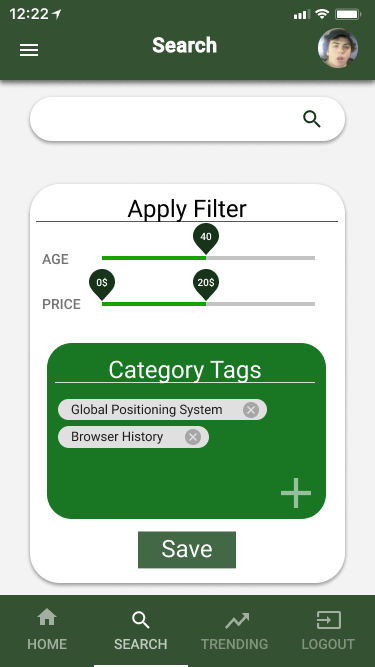 12:22
Search
Apply Filter
40
AGE
0$ 20$
PRICE
Category Tags
Global Positioning System
Browser History
Save
HOME SEARCH TRENDING LOGOUT